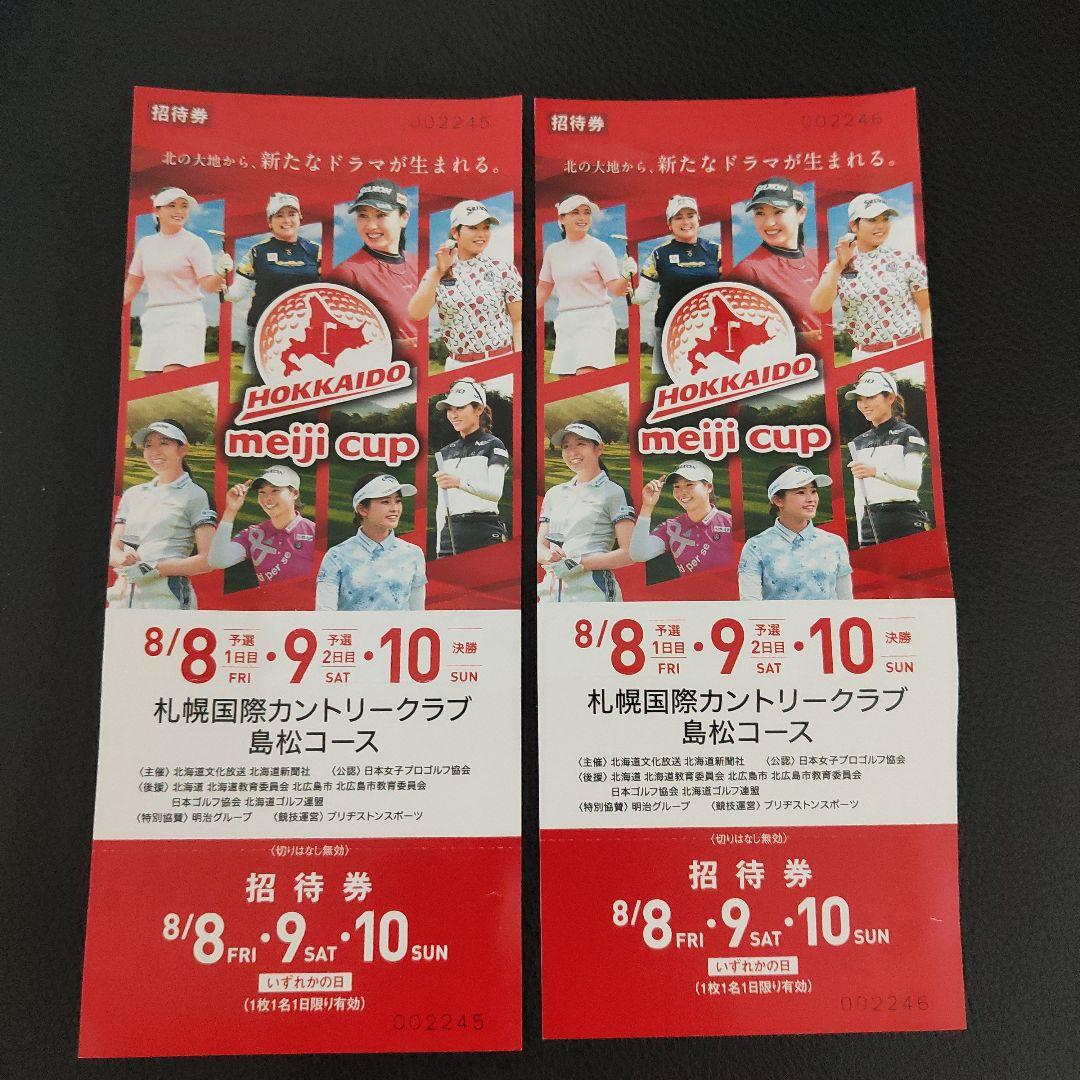 招待券
002245
北の大地から、新たなドラマが生まれる。
HOKKAIDO
meiji cup
8/8 予選1日目 FRI ・9 予選2日目 SAT ・10 決勝 SUN
札幌国際カントリークラブ
島松コース
〈主催〉北海道文化放送 北海道新聞社 〈公認〉日本女子プロゴルフ協会
〈後援〉北海道 北海道教育委員会 北広島市 北広島市教育委員会
日本ゴルフ協会 北海道ゴルフ連盟
〈特別協賛〉明治グループ 〈競技運営〉ブリヂストンスポーツ
〈切りはなし無効〉
招待券
8/8 FRI ・9 SAT ・10 SUN
いずれかの日
(1枚1名1日限り有効)
002245
招待券
002246
北の大地から、新たなドラマが生まれる。
HOKKAIDO
meiji cup
8/8 予選1日目 FRI ・9 予選2日目 SAT ・10 決勝 SUN
札幌国際カントリークラブ
島松コース
〈主催〉北海道文化放送 北海道新聞社 〈公認〉日本女子プロゴルフ協会
〈後援〉北海道 北海道教育委員会 北広島市 北広島市教育委員会
日本ゴルフ協会 北海道ゴルフ連盟
〈特別協賛〉明治グループ 〈競技運営〉ブリヂストンスポーツ
〈切りはなし無効〉
招待券
8/8 FRI ・9 SAT ・10 SUN
いずれかの日
(1枚1名1日限り有効)
002246